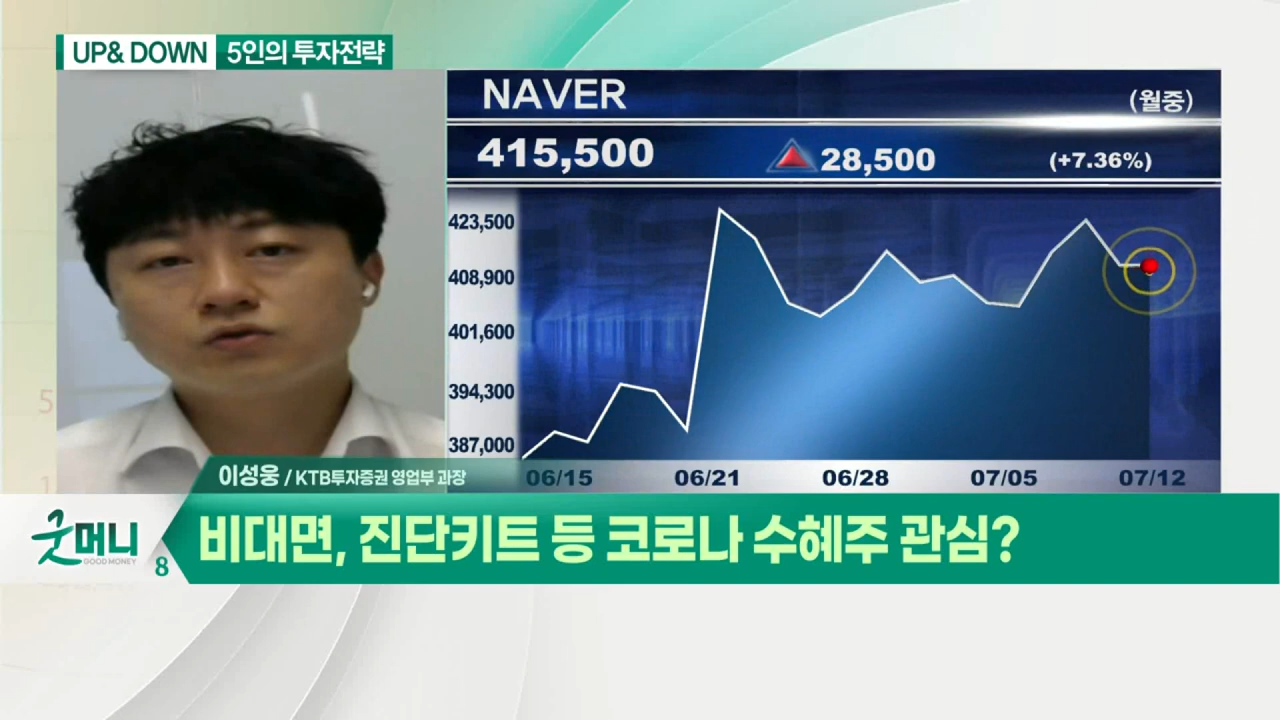 UP& DOWN 5인의 투자전략
NAVER (월중)
415,500 ▲ 28,500 (+7.36%)
423,500
408,900
401,600
394,300
387,000
06/15 06/21 06/28 07/05 07/12
5
1
이성웅 / KTB투자증권 영업부 과장
굿머니
GOOD MONEY
8
비대면, 진단키트 등 코로나 수혜주 관심?